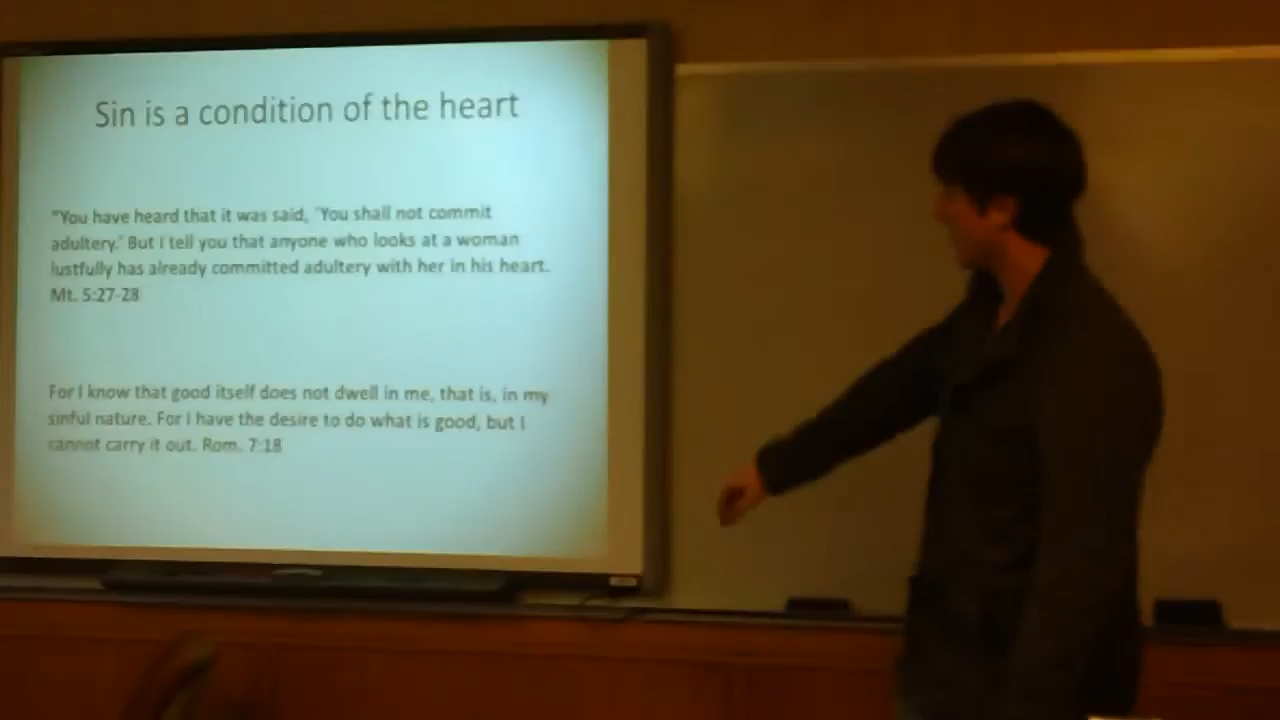 Sin is a condition of the heart
"You have heard that it was said, 'You shall not commit
adultery.' But I tell you that anyone who looks at a woman
lustfully has already committed adultery with her in his heart.
Mt. 5:27-28
For I know that good itself does not dwell in me, that is, in my
sinful nature. For I have the desire to do what is good, but I
cannot carry it out. Rom. 7:18